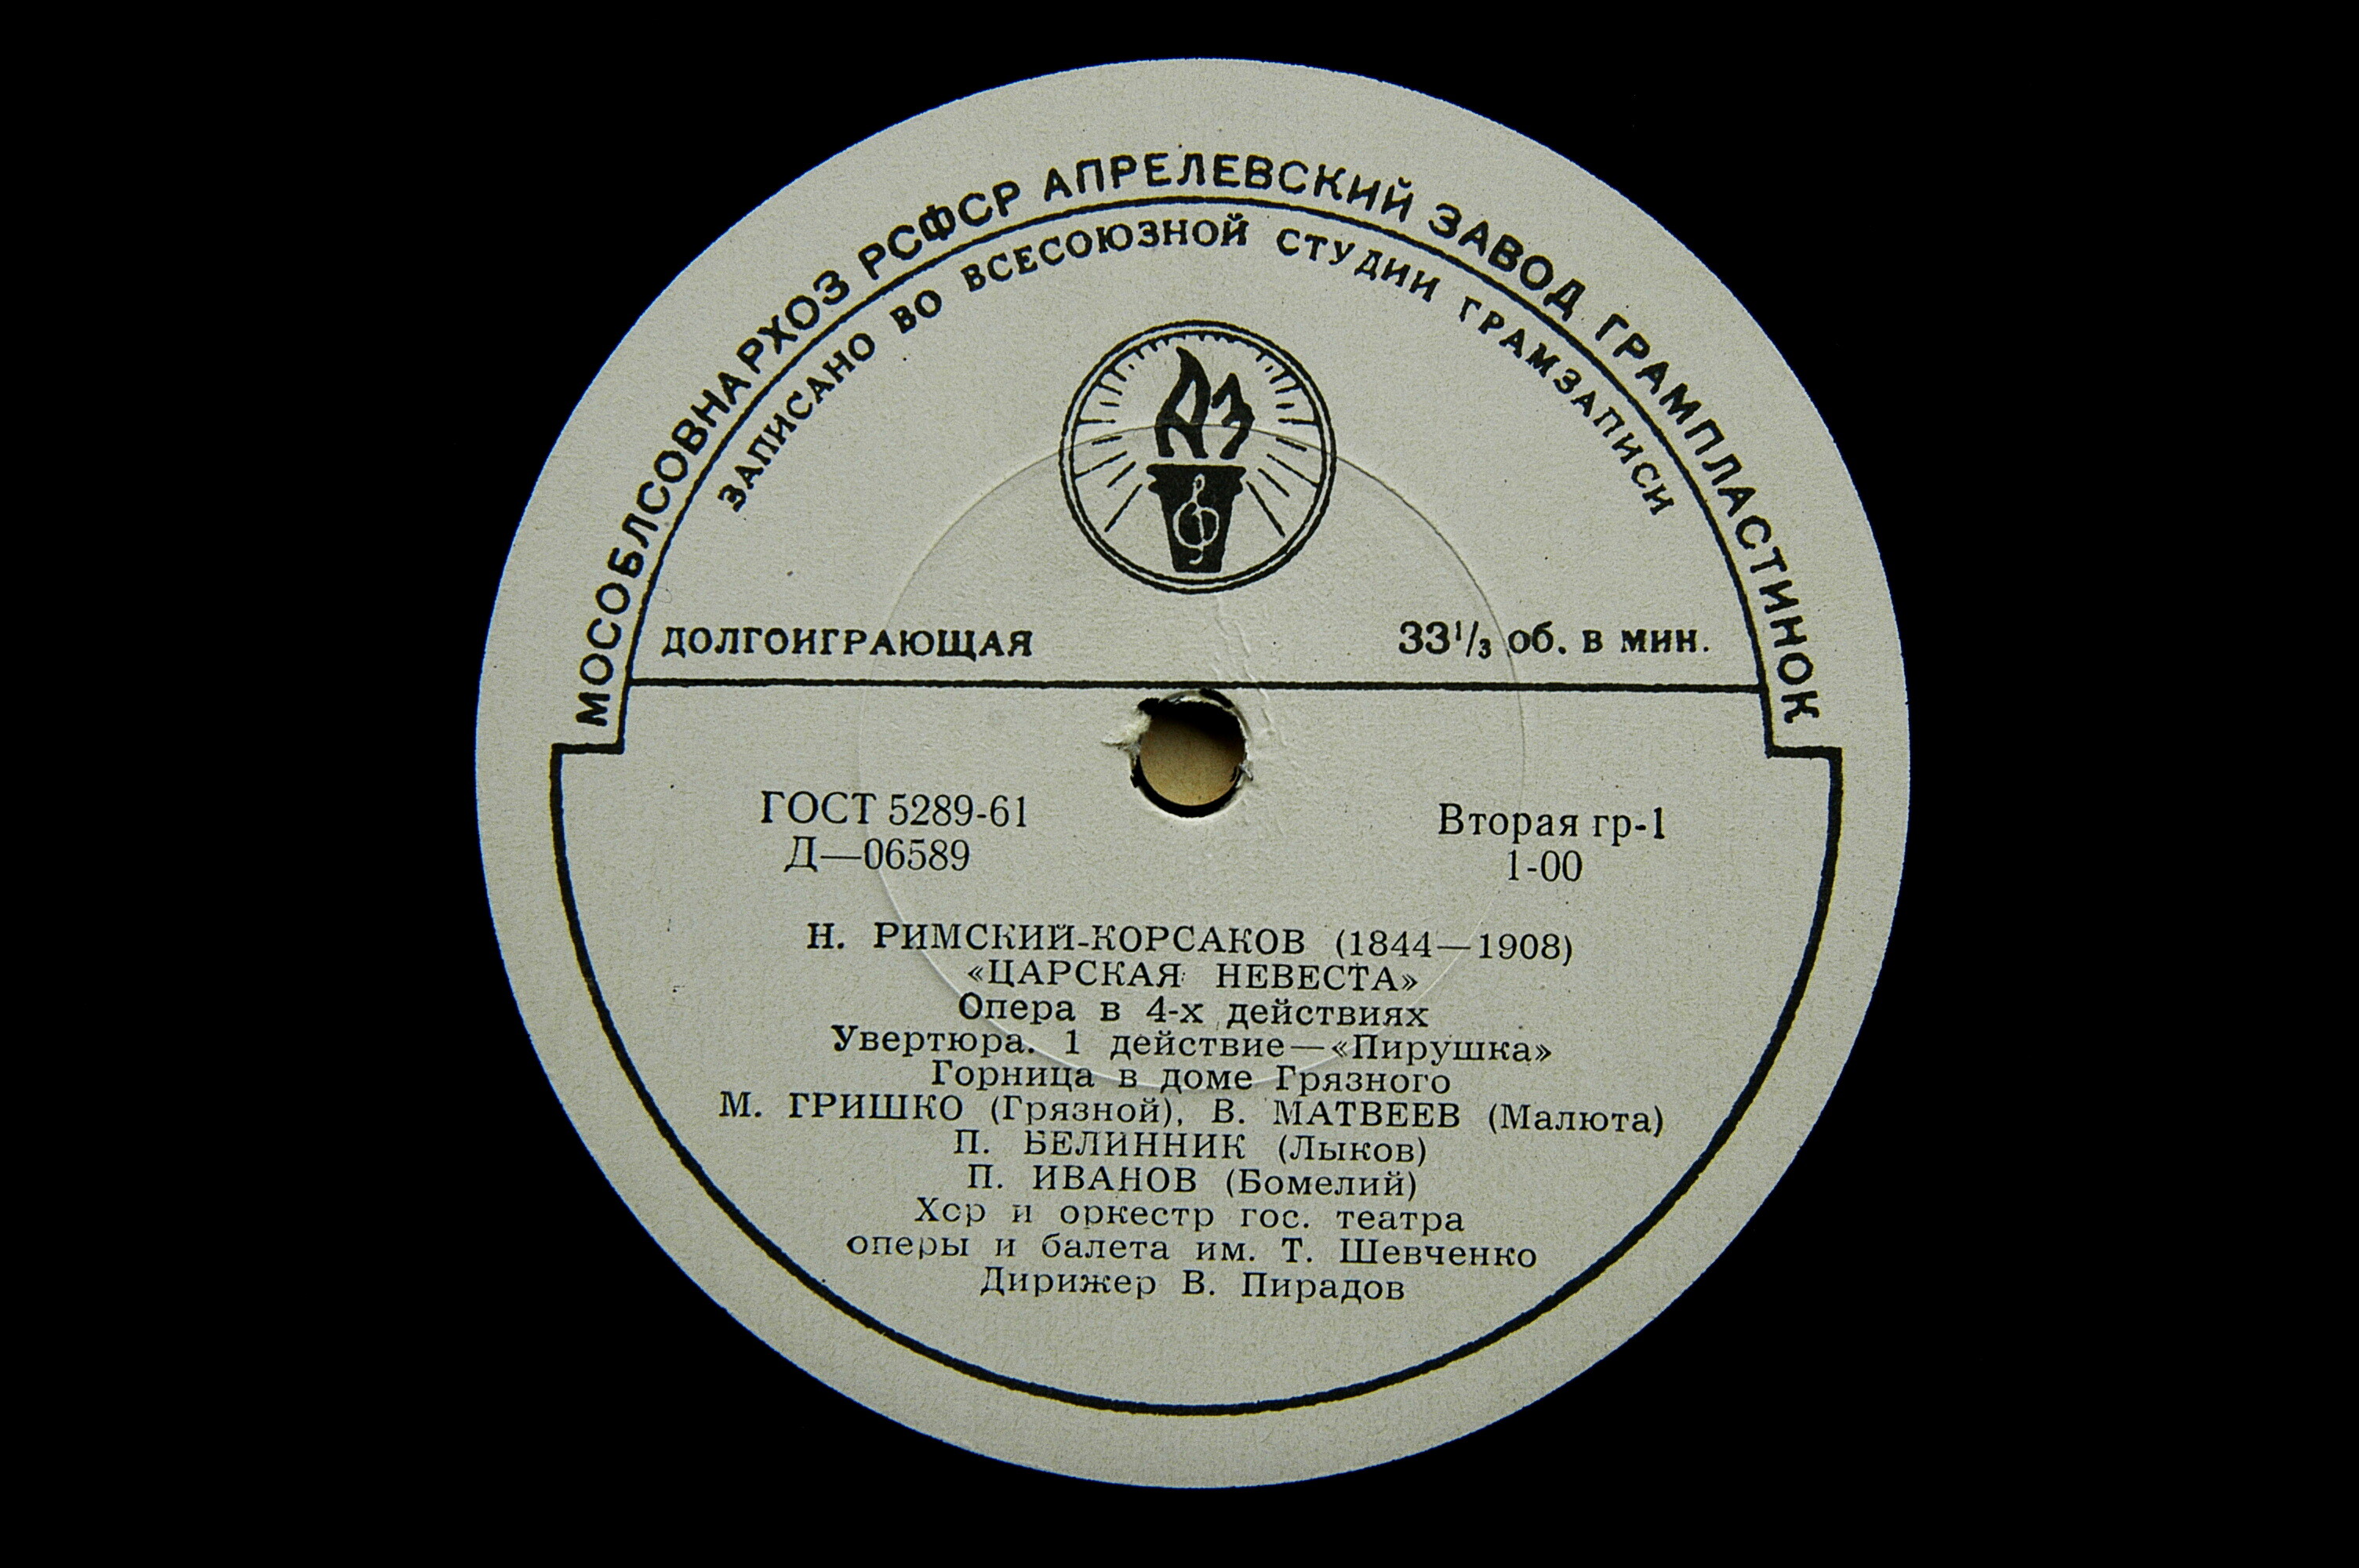 МОСОБЛСОВНАРХОЗ РСФСР АПРЕЛЕВСКИЙ ЗАВОД ГРАМПЛАСТИНОК
ЗАПИСАНО ВО ВСЕСОЮЗНОЙ СТУДИИ ГРАМЗАПИСИ
ДОЛГОИГРАЮЩАЯ 33 1/3 об. в мин.
ГОСТ 5289-61 Вторая гр-1
Д—06589 1-00
Н. РИМСКИЙ-КОРСАКОВ (1844—1908)
«ЦАРСКАЯ НЕВЕСТА»
Опера в 4-х действиях
Увертюра. 1 действие—«Пирушка»
Горница в доме Грязного
М. ГРИШКО (Грязной), В. МАТВЕЕВ (Малюта)
П. БЕЛИННИК (Лыков)
П. ИВАНОВ (Бомелий)
Хор и оркестр гос. театра
оперы и балета им. Т. Шевченко
Дирижер В. Пирадов